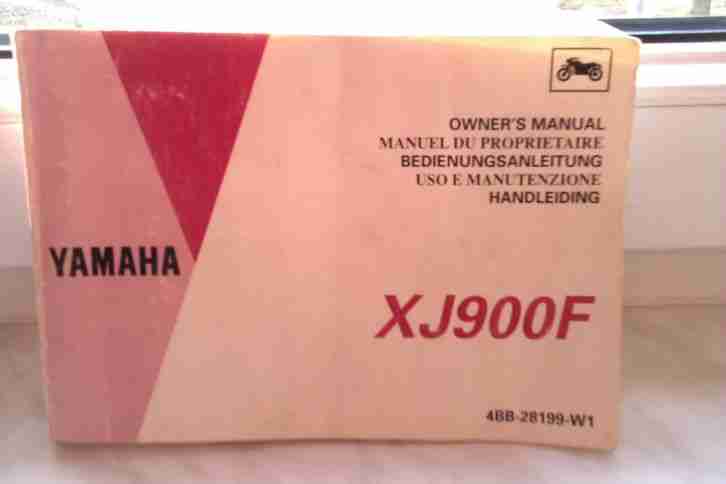 OWNER'S MANUAL
MANUEL DU PROPRIETAIRE
BEDIENUNGSANLEITUNG
USO E MANUTENZIONE
HANDLEIDING
YAMAHA
XJ900F
4BB-28199-W1